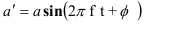 a′ = a sin(2π f t + ϕ )